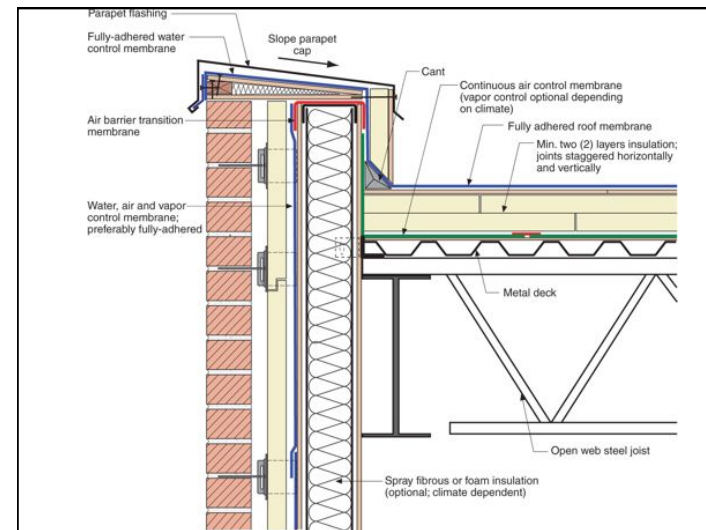 Parapet flashing
Fully-adhered water
control membrane
Slope parapet
cap
Cant
Continuous air control membrane
(vapor control optional depending
on climate)
Air barrier transition
membrane
Fully adhered roof membrane
Min. two (2) layers insulation;
joints staggered horizontally
and vertically
Water, air and vapor
control membrane;
preferably fully-adhered
Metal deck
Open web steel joist
Spray fibrous or foam insulation
(optional; climate dependent)